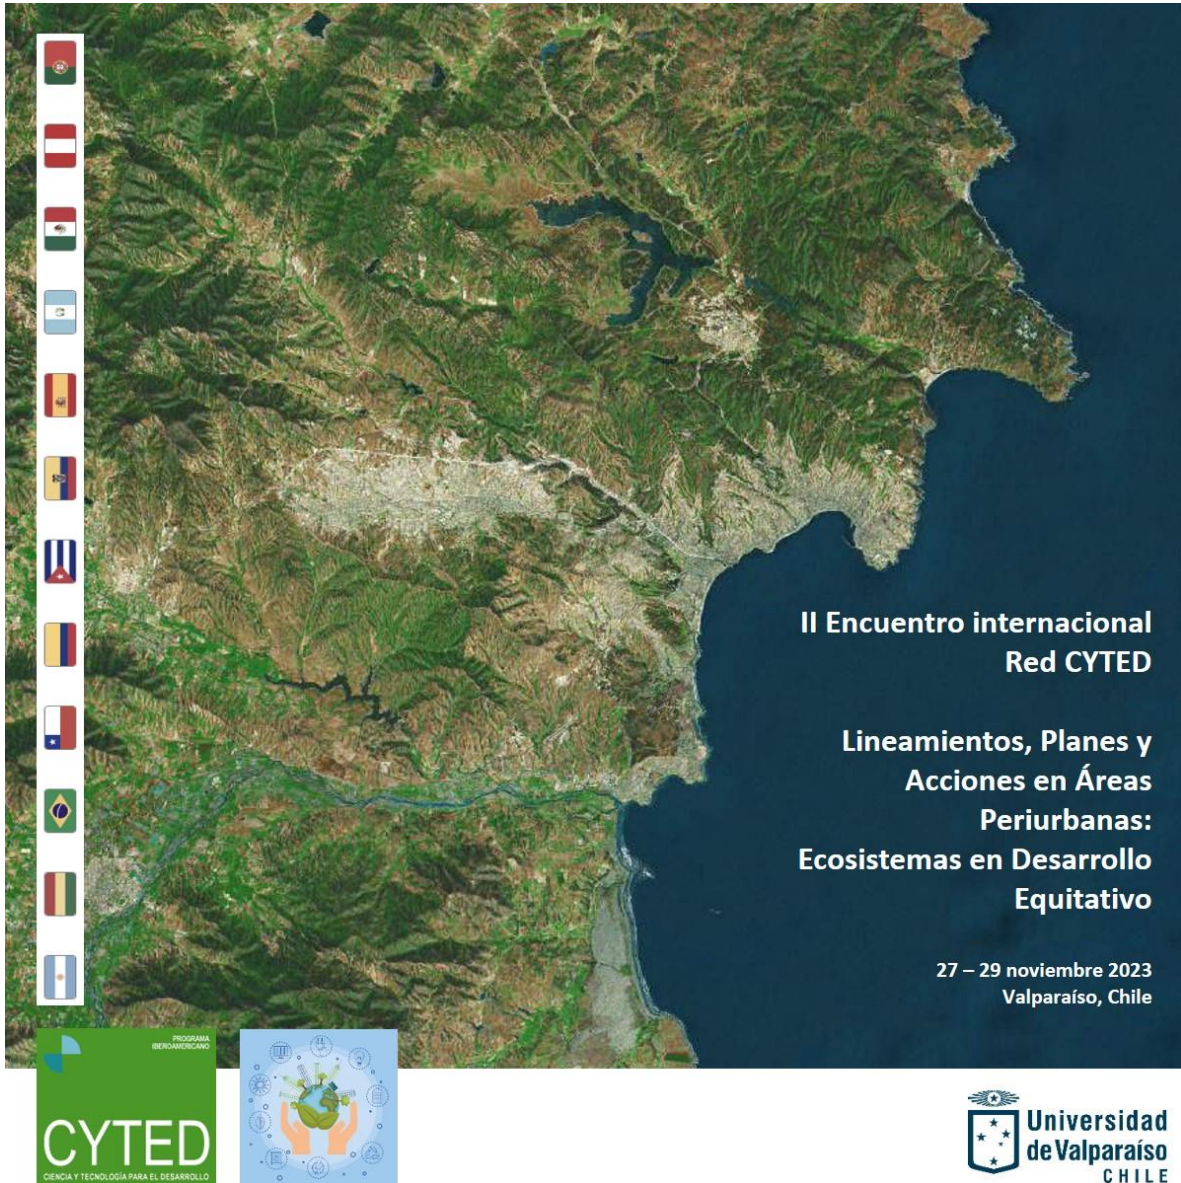 II Encuentro internacional
Red CYTED
Lineamientos, Planes y
Acciones en Áreas
Periurbanas:
Ecosistemas en Desarrollo
Equitativo
27 – 29 noviembre 2023
Valparaíso, Chile
PROGRAMA
IBEROAMERICANO
CYTED
CIENCIA Y TECNOLOGÍA PARA EL DESARROLLO
Universidad
de Valparaíso
CHILE